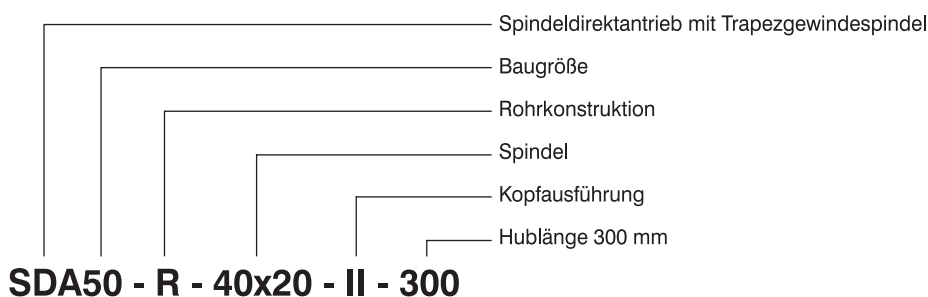 Spindeldirektantrieb mit Trapezgewindespindel
Baugröße
Rohrkonstruktion
Spindel
Kopfausführung
Hublänge 300 mm
SDA50 - R - 40x20 - II - 300